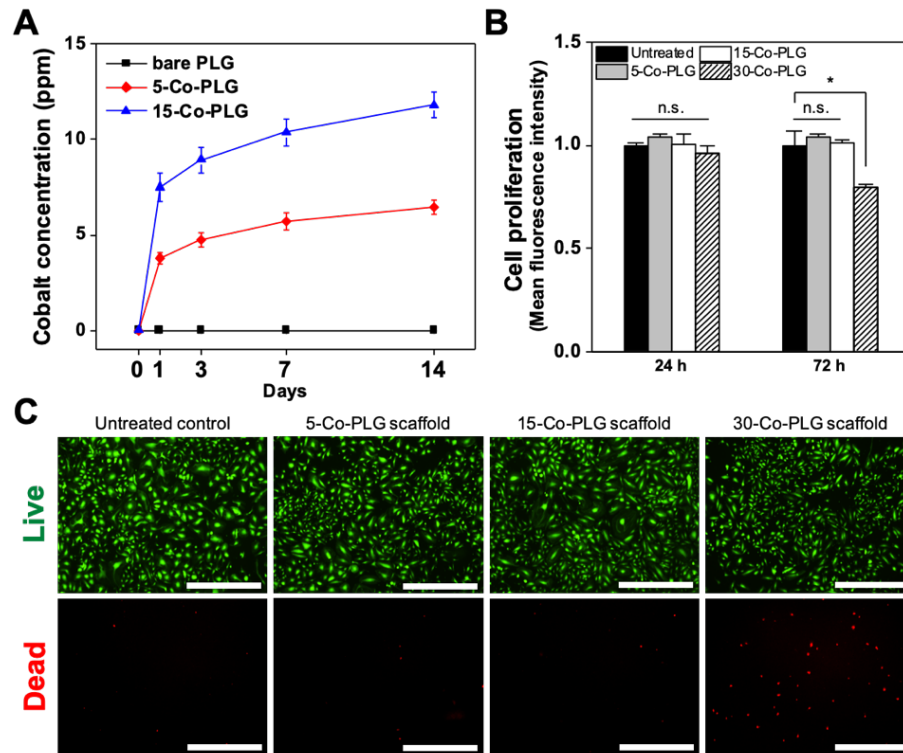 A
Cobalt concentration (ppm)
15
10
5
0
bare PLG
5-Co-PLG
15-Co-PLG
0 1 3 7 14
Days
B
Cell proliferation
(Mean fluorescence intensity)
1.5
1.0
0.5
0.0
Untreated 15-Co-PLG
5-Co-PLG 30-Co-PLG
n.s. n.s. *
24 h 72 h
C
Untreated control 5-Co-PLG scaffold 15-Co-PLG scaffold 30-Co-PLG scaffold
Live
Dead